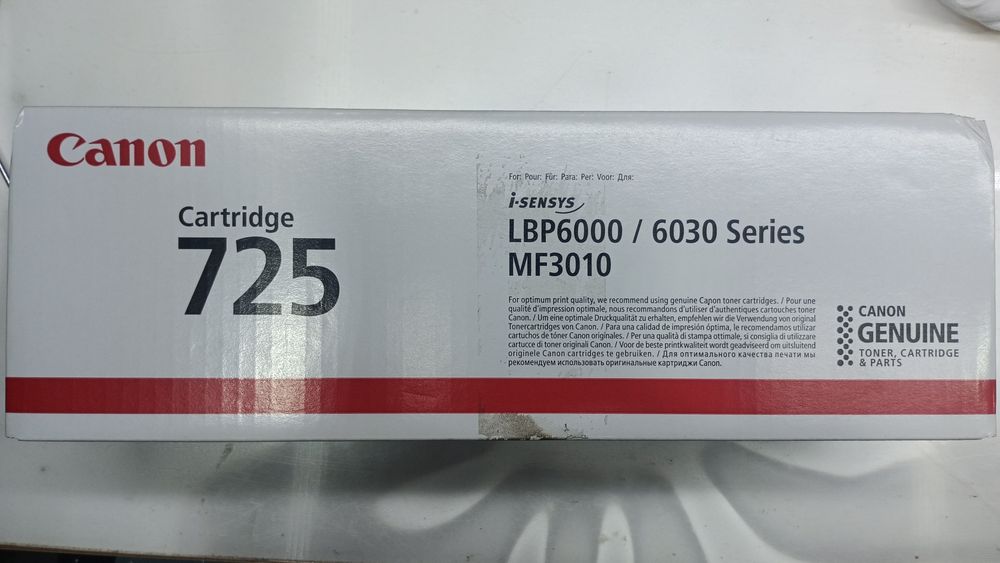 Canon
Cartridge
725
For: Pour: Für: Para: Per: Voor: Для:
i-SENSYS
LBP6000 / 6030 Series
MF3010
For optimum print quality, we recommend using genuine Canon toner cartridges. / Pour une
qualité d'impression optimale, nous recommandons d'utiliser d'authentiques cartouches toner
Canon. / Um eine optimale Druckqualität zu erhalten, empfehlen wir die Verwendung von original
Tonercartridges von Canon. / Para una calidad de impresión óptima, le recomendamos utilizar
cartuchos de tóner Canon originales. / Per una qualità di stampa ottimale, si consiglia di utilizzare
cartucce di toner originali Canon. / Voor de beste printkwaliteit wordt geadviseerd om uitsluitend
originele Canon cartridges te gebruiken. / Для оптимального качества печати мы
рекомендуем использовать оригинальные картриджи Canon.
CANON
GENUINE
TONER, CARTRIDGE
& PARTS